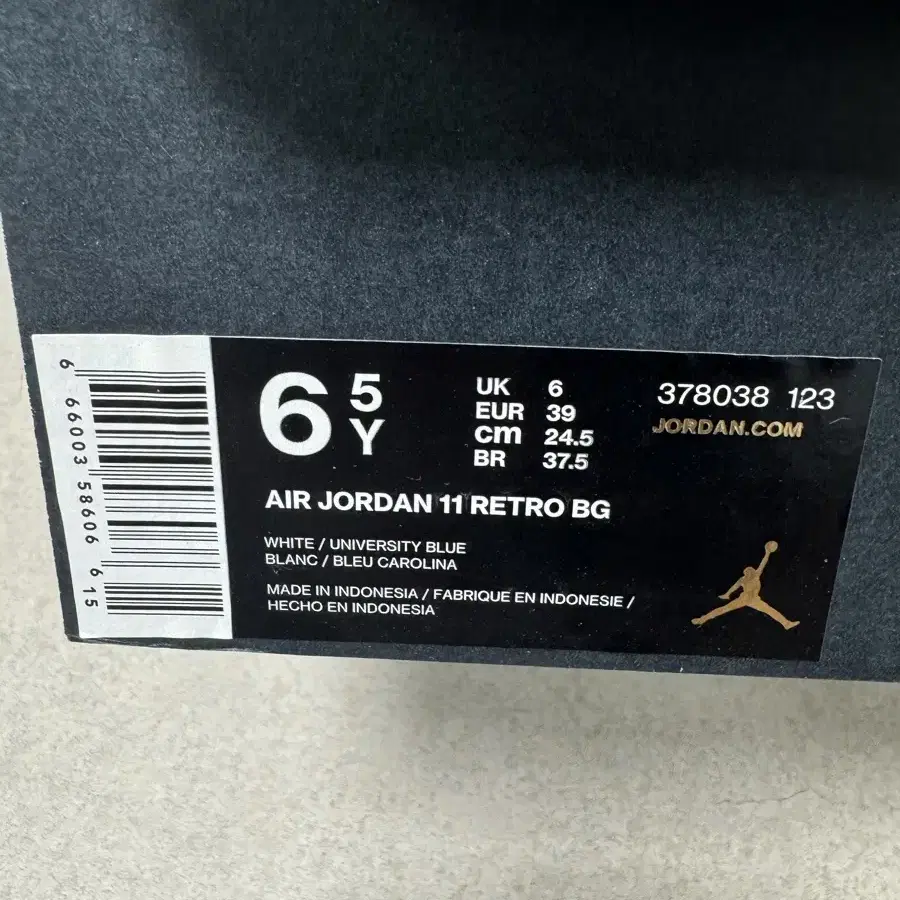 6 66003 58606 6 15
6 5 Y
UK 6
EUR 39
cm 24.5
BR 37.5
378038 123
JORDAN.COM
AIR JORDAN 11 RETRO BG
WHITE / UNIVERSITY BLUE
BLANC / BLEU CAROLINA
MADE IN INDONESIA / FABRIQUE EN INDONESIE /
HECHO EN INDONESIA